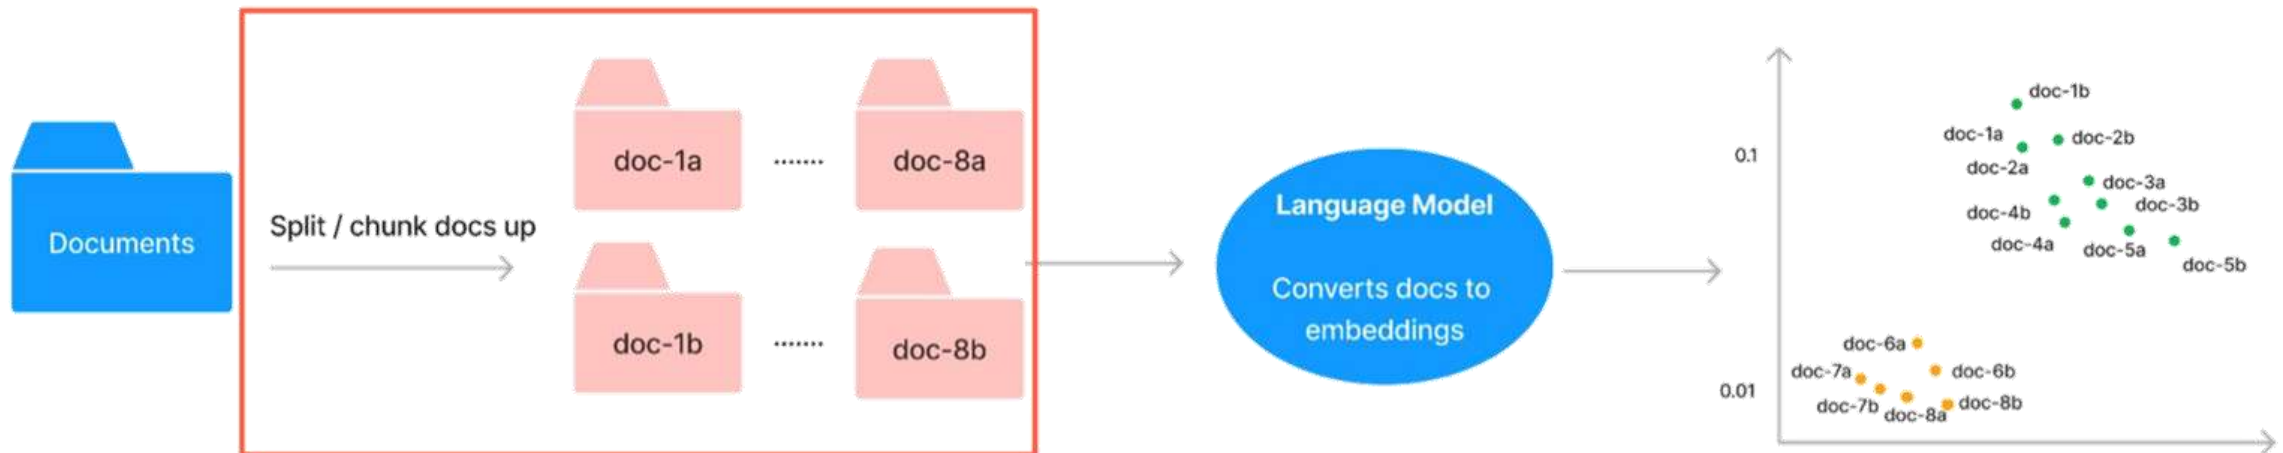 Documents
Split / chunk docs up
doc-1a
.......
doc-8a
doc-1b
.......
doc-8b
Language Model
Converts docs to
embeddings
0.1
0.01
doc-1b
doc-1a
doc-2b
doc-2a
doc-3a
doc-3b
doc-4b
doc-4a
doc-5a
doc-5b
doc-6a
doc-7a
doc-6b
doc-7b
doc-8a
doc-8b